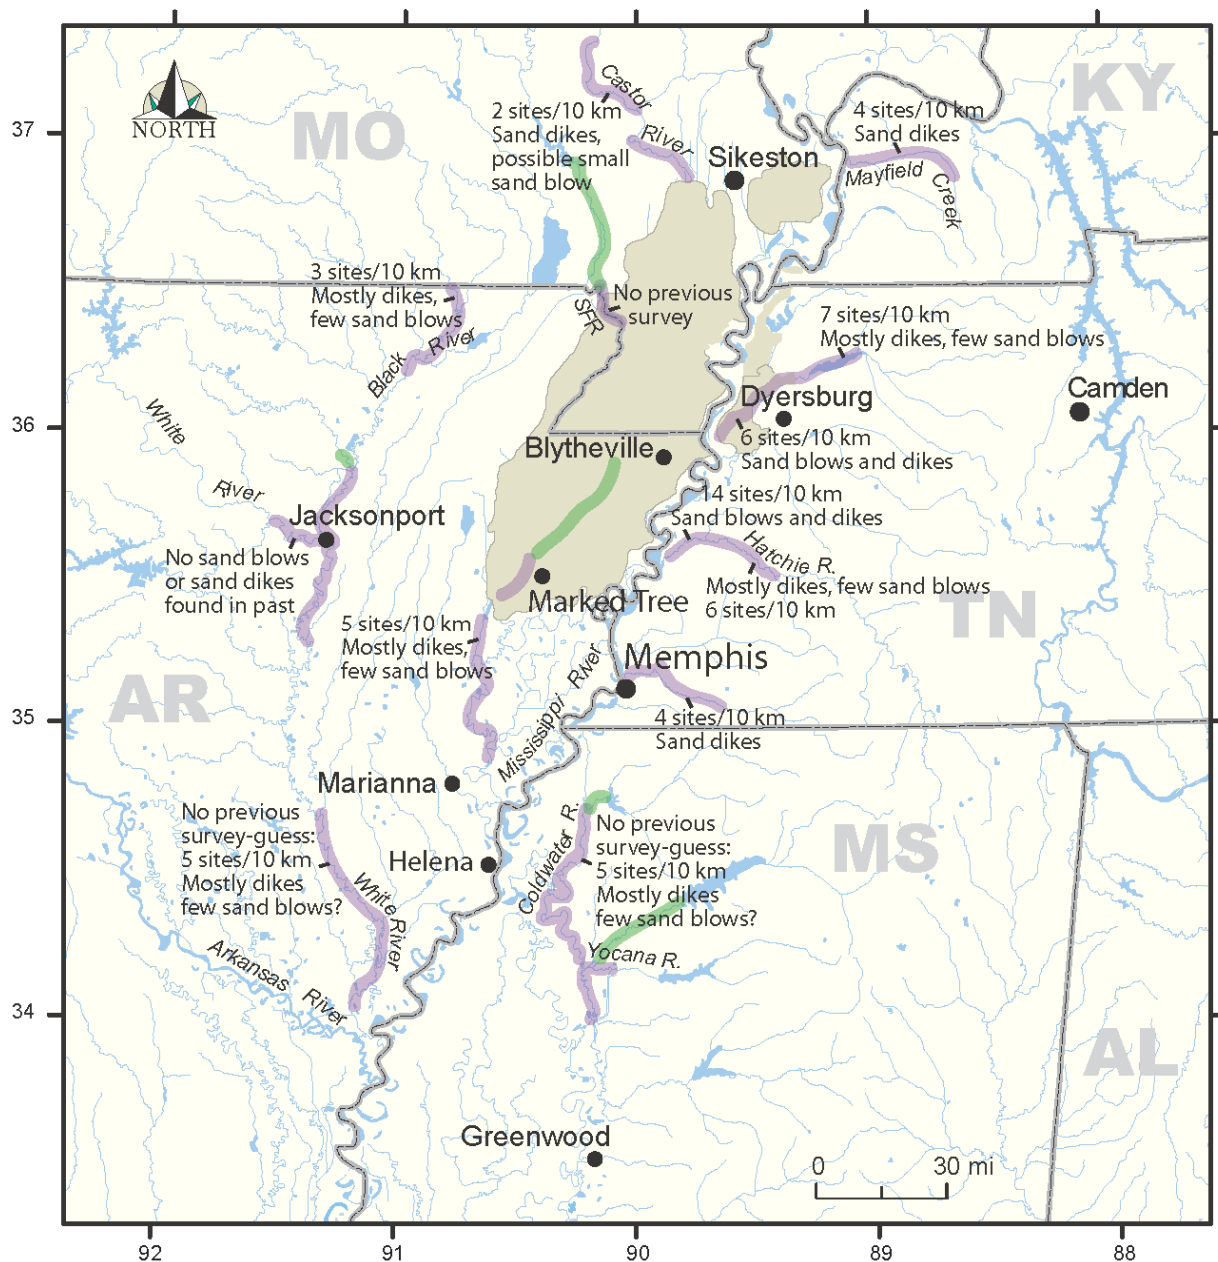 NORTH
MO
KY
Castor
River
2 sites/10 km
Sand dikes,
possible small
sand blow
Sikeston
4 sites/10 km
Sand dikes
Mayfield
Creek
37
3 sites/10 km
Mostly dikes,
few sand blows
Black River
SFR
No previous
survey
7 sites/10 km
Mostly dikes, few sand blows
Camden
Dyersburg
6 sites/10 km
Sand blows and dikes
36
White
River
Blytheville
14 sites/10 km
Sand blows and dikes
Hatchie R.
Mostly dikes, few sand blows
6 sites/10 km
Jacksonport
No sand blows
or sand dikes
found in past
Marked Tree
TN
5 sites/10 km
Mostly dikes,
few sand blows
Mississippi River
Memphis
4 sites/10 km
Sand dikes
AR
35
Marianna
No previous
survey-guess:
5 sites/10 km
Mostly dikes
few sand blows?
Helena
Coldwater R.
No previous
survey-guess:
5 sites/10 km
Mostly dikes
few sand blows?
MS
White River
Arkansas River
Yocana R.
34
AL
Greenwood
0 30 mi
92 91 90 89 88